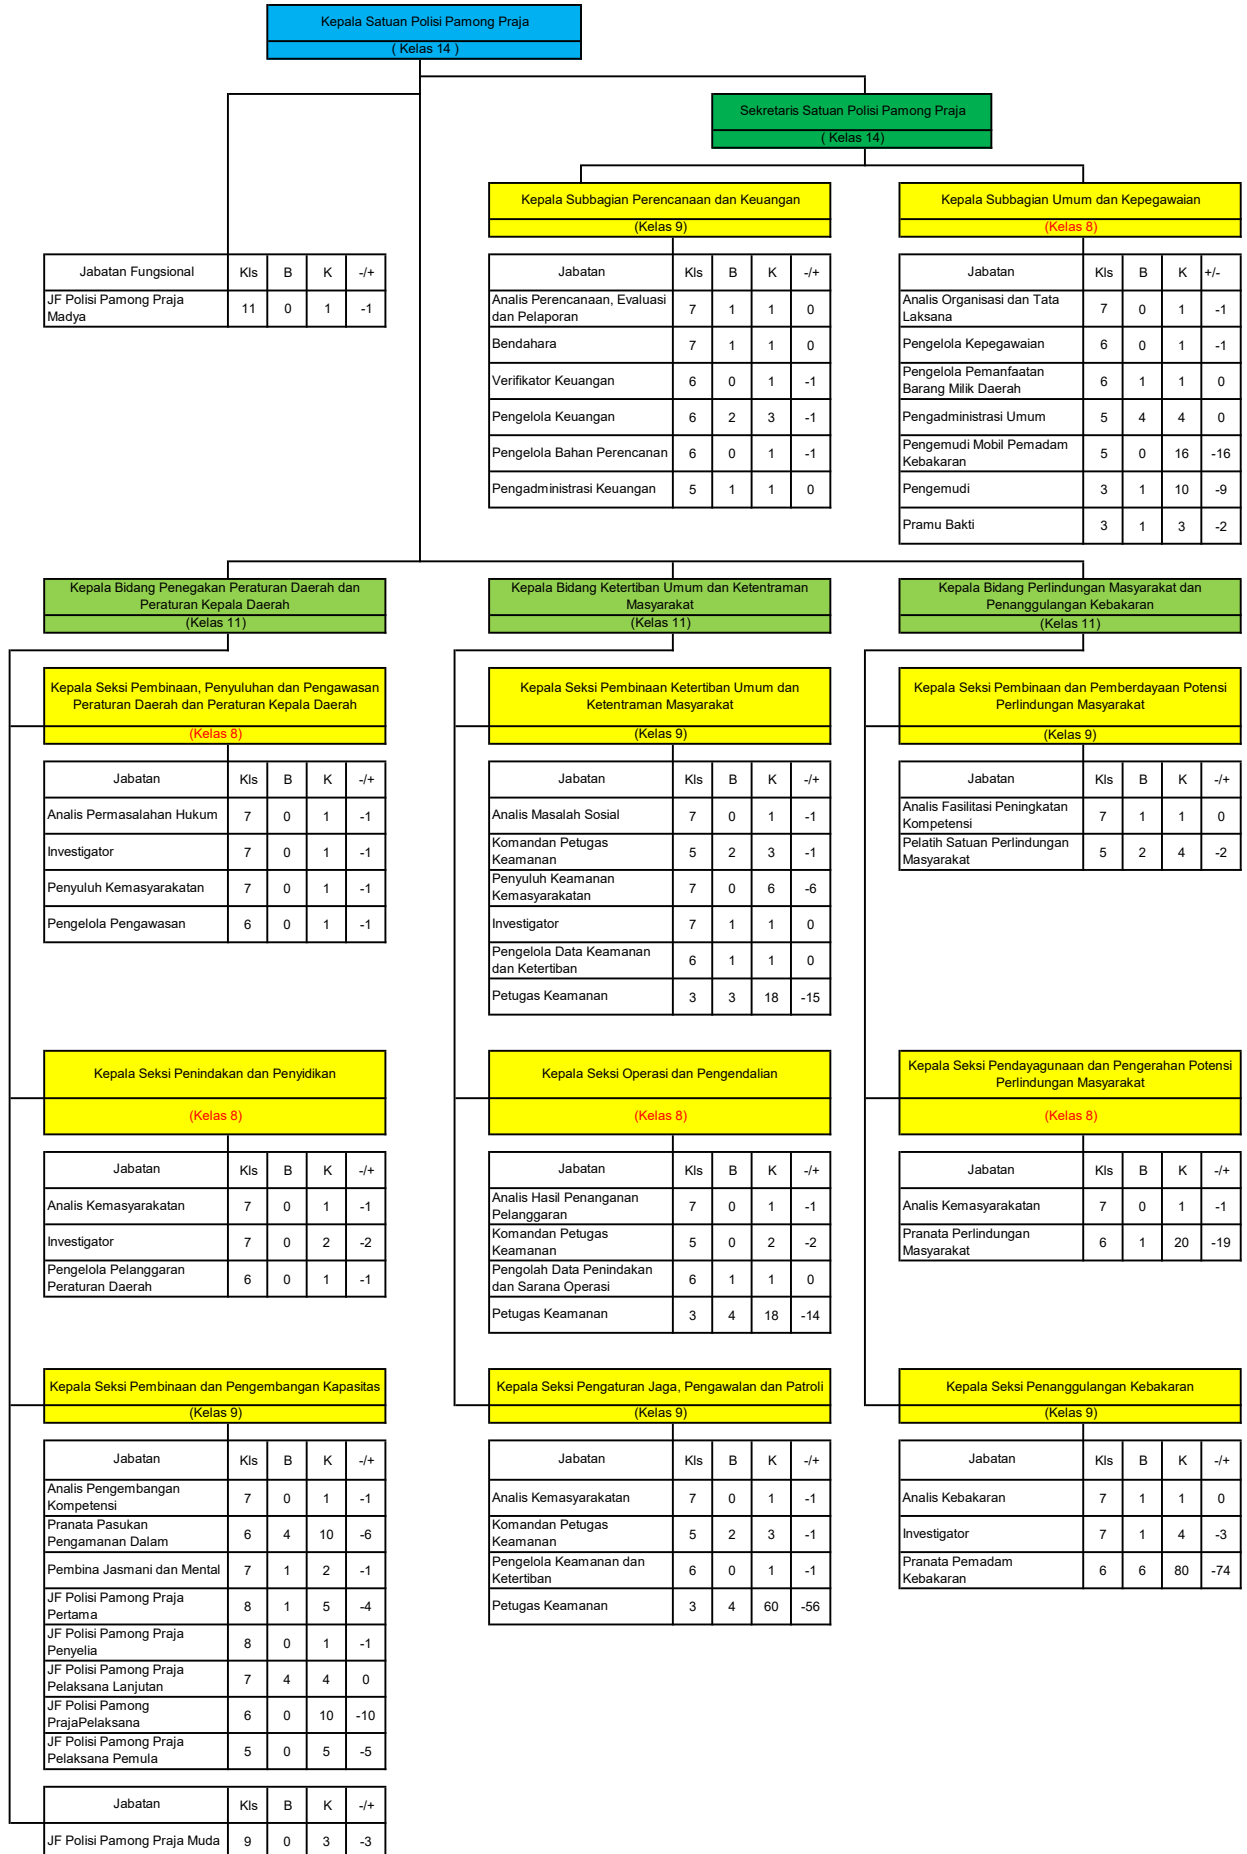 Kepala Satuan Polisi Pamong Praja
( Kelas 14 )
Sekretaris Satuan Polisi Pamong Praja
( Kelas 14)
Kepala Subbagian Perencanaan dan Keuangan
(Kelas 9)
Kepala Subbagian Umum dan Kepegawaian
(Kelas 8)
Jabatan Fungsional Kls B K -/+
JF Polisi Pamong Praja
Madya 11 0 1 -1
Jabatan Kls B K -/+
Analis Perencanaan, Evaluasi
dan Pelaporan 7 1 1 0
Bendahara 7 1 1 0
Verifikator Keuangan 6 0 1 -1
Pengelola Keuangan 6 2 3 -1
Pengelola Bahan Perencanan 6 0 1 -1
Pengadministrasi Keuangan 5 1 1 0
Jabatan Kls B K +/-
Analis Organisasi dan Tata
Laksana 7 0 1 -1
Pengelola Kepegawaian 6 0 1 -1
Pengelola Pemanfaatan
Barang Milik Daerah 6 1 1 0
Pengadministrasi Umum 5 4 4 0
Pengemudi Mobil Pemadam
Kebakaran 5 0 16 -16
Pengemudi 3 1 10 -9
Pramu Bakti 3 1 3 -2
Kepala Bidang Penegakan Peraturan Daerah dan
Peraturan Kepala Daerah
(Kelas 11)
Kepala Bidang Ketertiban Umum dan Ketentraman
Masyarakat
(Kelas 11)
Kepala Bidang Perlindungan Masyarakat dan
Penanggulangan Kebakaran
(Kelas 11)
Kepala Seksi Pembinaan, Penyuluhan dan Pengawasan
Peraturan Daerah dan Peraturan Kepala Daerah
(Kelas 8)
Jabatan Kls B K -/+
Analis Permasalahan Hukum 7 0 1 -1
Investigator 7 0 1 -1
Penyuluh Kemasyarakatan 7 0 1 -1
Pengelola Pengawasan 6 0 1 -1
Kepala Seksi Pembinaan Ketertiban Umum dan
Ketentraman Masyarakat
(Kelas 9)
Jabatan Kls B K -/+
Analis Masalah Sosial 7 0 1 -1
Komandan Petugas
Keamanan 5 2 3 -1
Penyuluh Keamanan
Kemasyarakatan 7 0 6 -6
Investigator 7 1 1 0
Pengelola Data Keamanan
dan Ketertiban 6 1 1 0
Petugas Keamanan 3 3 18 -15
Kepala Seksi Pembinaan dan Pemberdayaan Potensi
Perlindungan Masyarakat
(Kelas 9)
Jabatan Kls B K -/+
Analis Fasilitasi Peningkatan
Kompetensi 7 1 1 0
Pelatih Satuan Perlindungan
Masyarakat 5 2 4 -2
Kepala Seksi Penindakan dan Penyidikan
(Kelas 8)
Jabatan Kls B K -/+
Analis Kemasyarakatan 7 0 1 -1
Investigator 7 0 2 -2
Pengelola Pelanggaran
Peraturan Daerah 6 0 1 -1
Kepala Seksi Operasi dan Pengendalian
(Kelas 8)
Jabatan Kls B K -/+
Analis Hasil Penanganan
Pelanggaran 7 0 1 -1
Komandan Petugas
Keamanan 5 0 2 -2
Pengolah Data Penindakan
dan Sarana Operasi 6 1 1 0
Petugas Keamanan 3 4 18 -14
Kepala Seksi Pendayagunaan dan Pengerahan Potensi
Perlindungan Masyarakat
(Kelas 8)
Jabatan Kls B K -/+
Analis Kemasyarakatan 7 0 1 -1
Pranata Perlindungan
Masyarakat 6 1 20 -19
Kepala Seksi Pembinaan dan Pengembangan Kapasitas
(Kelas 9)
Jabatan Kls B K -/+
Analis Pengembangan
Kompetensi 7 0 1 -1
Pranata Pasukan
Pengamanan Dalam 6 4 10 -6
Pembina Jasmani dan Mental 7 1 2 -1
JF Polisi Pamong Praja
Pertama 8 1 5 -4
JF Polisi Pamong Praja
Penyelia 8 0 1 -1
JF Polisi Pamong Praja
Pelaksana Lanjutan 7 4 4 0
JF Polisi Pamong
PrajaPelaksana 6 0 10 -10
JF Polisi Pamong Praja
Pelaksana Pemula 5 0 5 -5
Jabatan Kls B K -/+
JF Polisi Pamong Praja Muda 9 0 3 -3
Kepala Seksi Pengaturan Jaga, Pengawalan dan Patroli
(Kelas 9)
Jabatan Kls B K -/+
Analis Kemasyarakatan 7 0 1 -1
Komandan Petugas
Keamanan 5 2 3 -1
Pengelola Keamanan dan
Ketertiban 6 0 1 -1
Petugas Keamanan 3 4 60 -56
Kepala Seksi Penanggulangan Kebakaran
(Kelas 9)
Jabatan Kls B K -/+
Analis Kebakaran 7 1 1 0
Investigator 7 1 4 -3
Pranata Pemadam
Kebakaran 6 6 80 -74